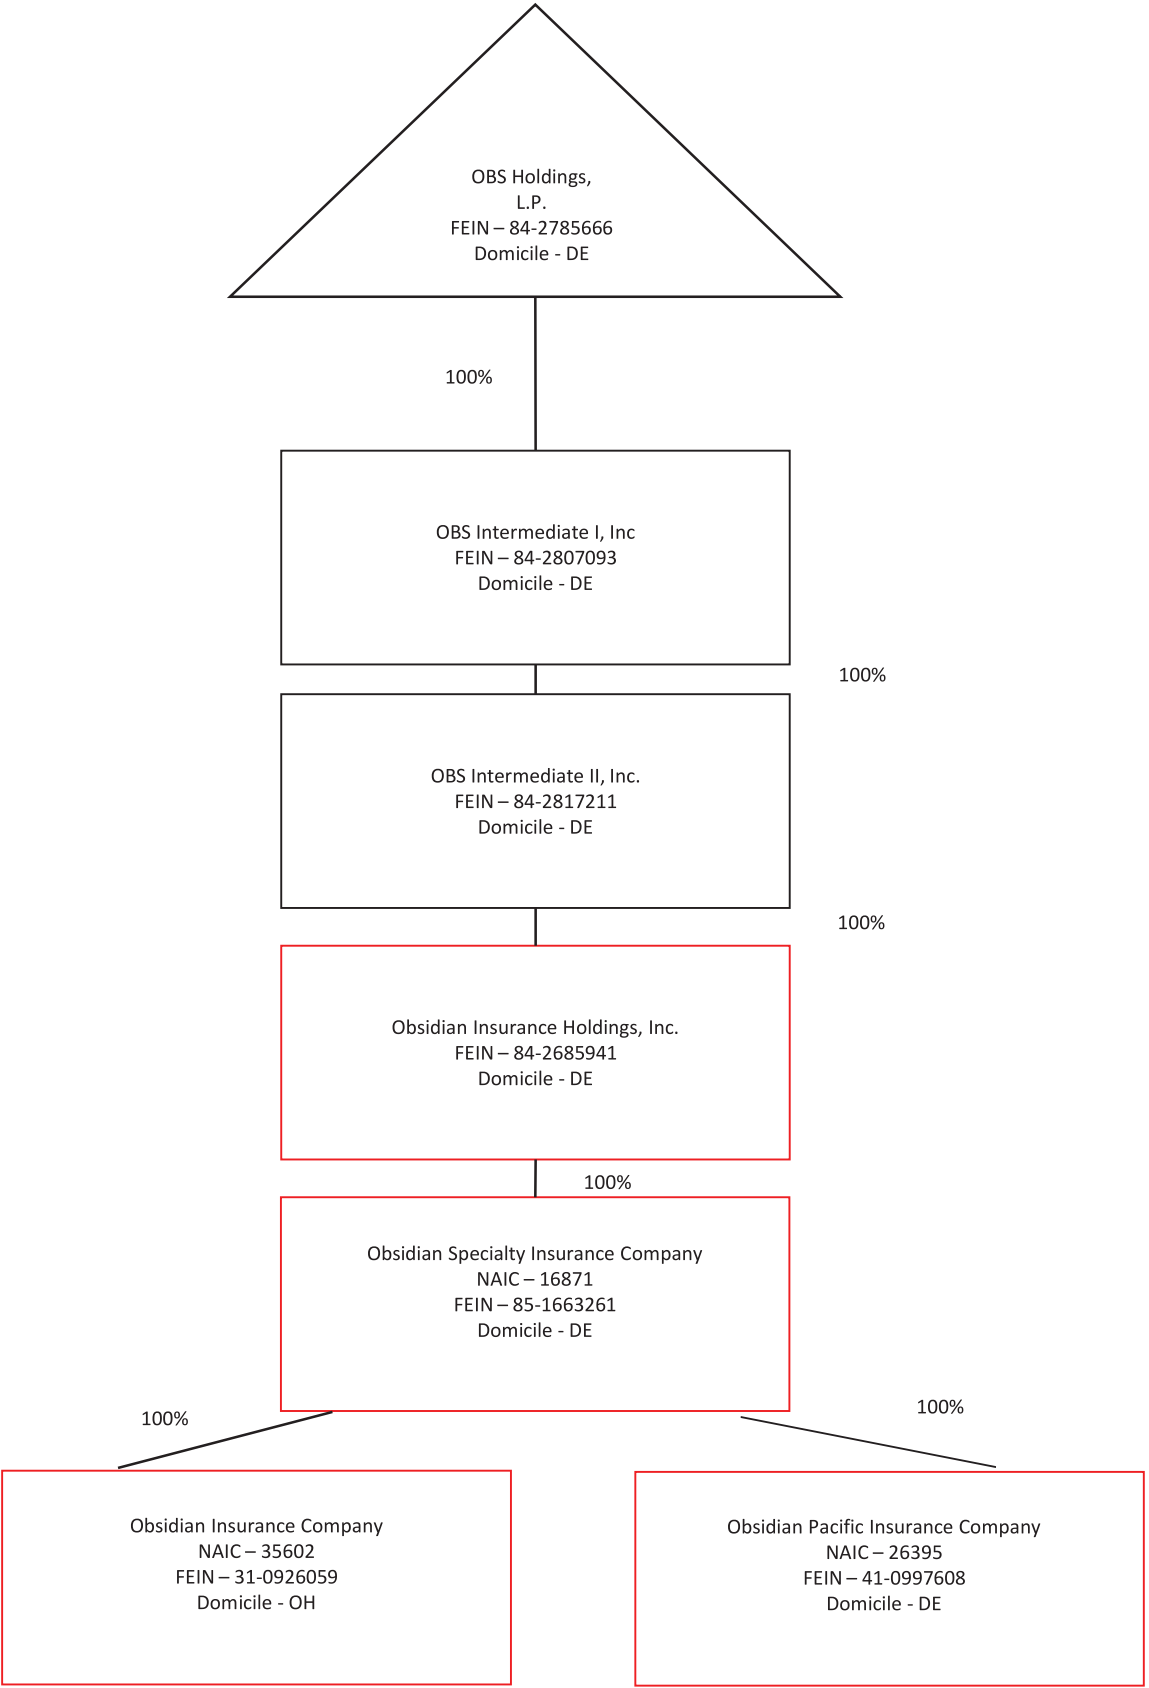 OBS Holdings,
L.P.
FEIN – 84-2785666
Domicile - DE
100%
OBS Intermediate I, Inc
FEIN – 84-2807093
Domicile - DE
100%
OBS Intermediate II, Inc.
FEIN – 84-2817211
Domicile - DE
100%
Obsidian Insurance Holdings, Inc.
FEIN – 84-2685941
Domicile - DE
100%
Obsidian Specialty Insurance Company
NAIC – 16871
FEIN – 85-1663261
Domicile - DE
100%
100%
Obsidian Insurance Company
NAIC – 35602
FEIN – 31-0926059
Domicile - OH
Obsidian Pacific Insurance Company
NAIC – 26395
FEIN – 41-0997608
Domicile - DE